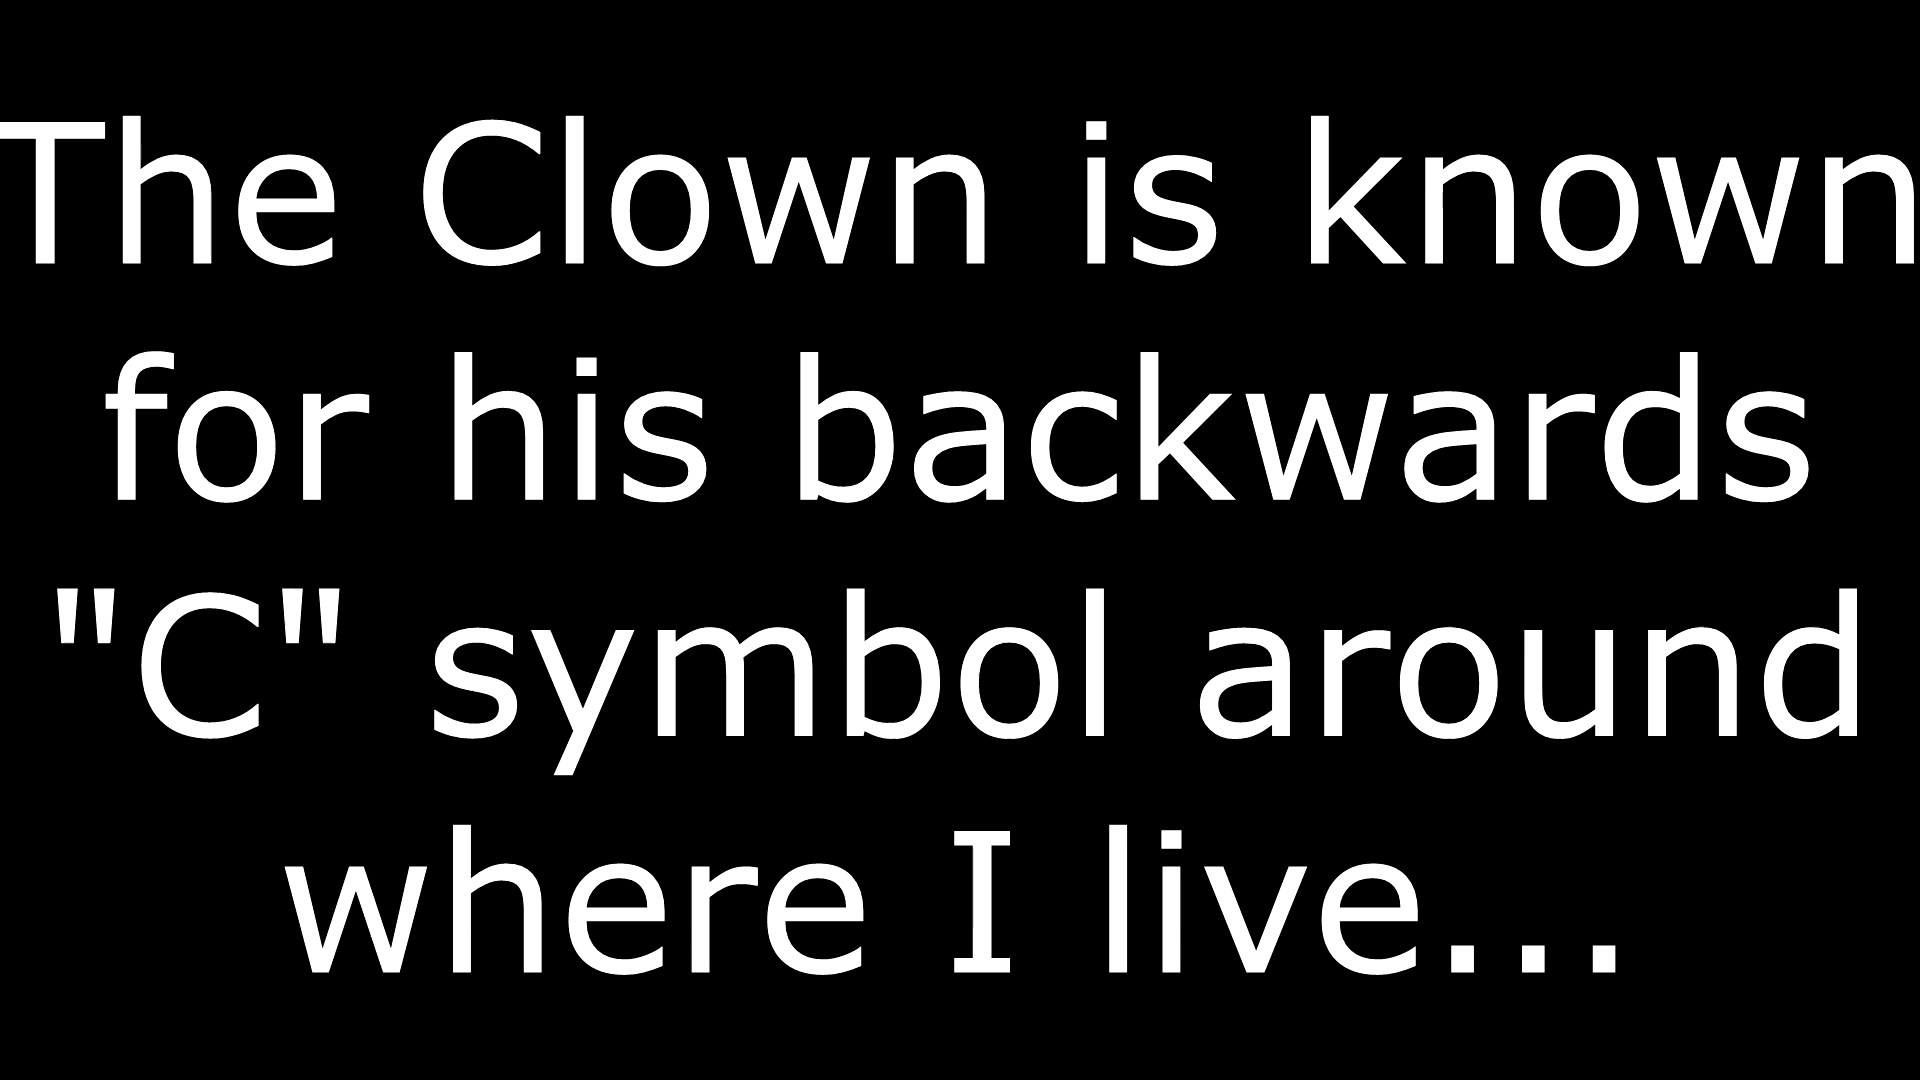 The Clown is known
for his backwards
"C" symbol around
where I live...